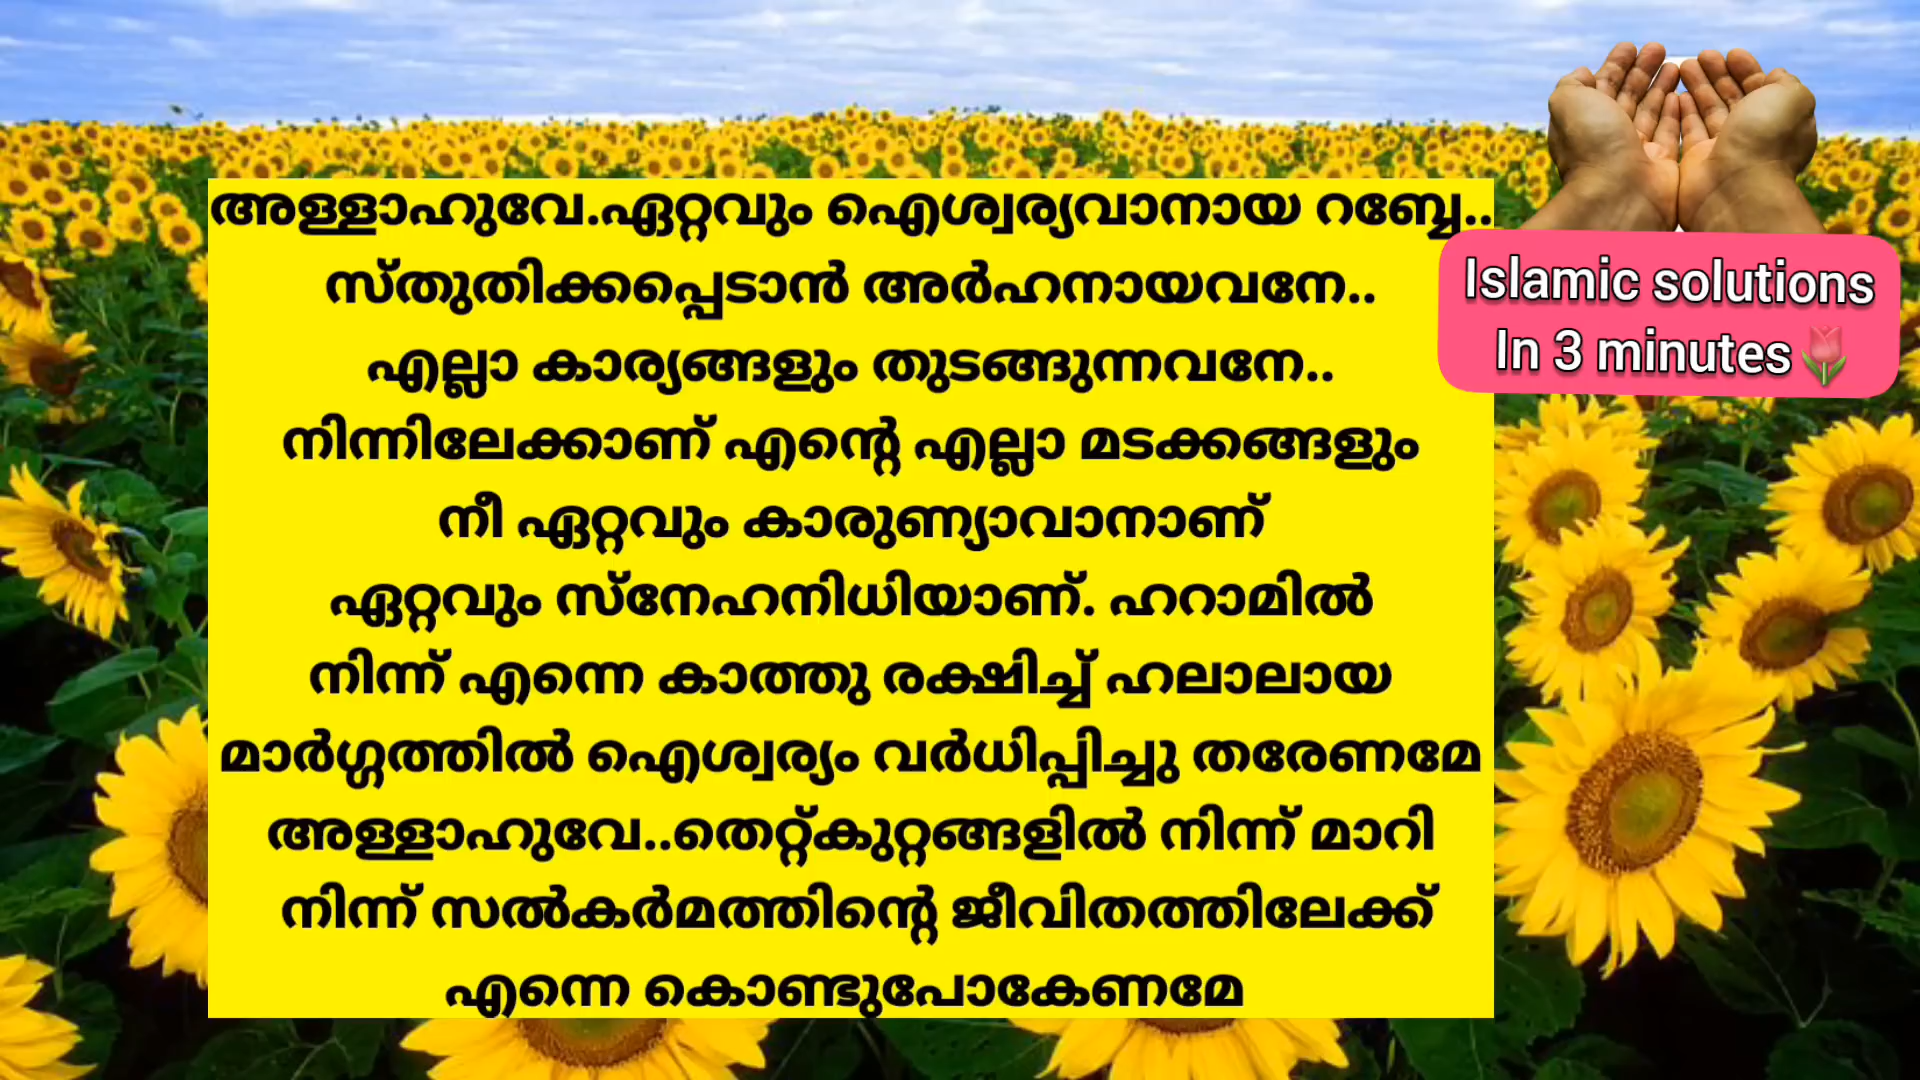 അള്ളാഹുവേ.ഏറ്റവും ഐശ്വര്യവാനായ റബ്ബേ..
സ്തുതിക്കപ്പെടാൻ അർഹനായവനേ..
എല്ലാ കാര്യങ്ങളും തുടങ്ങുന്നവനേ..
നിന്നിലേക്കാണ് എന്റെ എല്ലാ മടക്കങ്ങളും
നീ ഏറ്റവും കാരുണ്യാവാനാണ്
ഏറ്റവും സ്നേഹനിധിയാണ്. ഹറാമിൽ
നിന്ന് എന്നെ കാത്തു രക്ഷിച്ച് ഹലാലായ
മാർഗ്ഗത്തിൽ ഐശ്വര്യം വർധിപ്പിച്ചു തരേണമേ
അള്ളാഹുവേ..തെറ്റ്കുറ്റങ്ങളിൽ നിന്ന് മാറി
നിന്ന് സൽകർമത്തിന്റെ ജീവിതത്തിലേക്ക്
എന്നെ കൊണ്ടുപോകേണമേ
Islamic solutions
In 3 minutes🌷